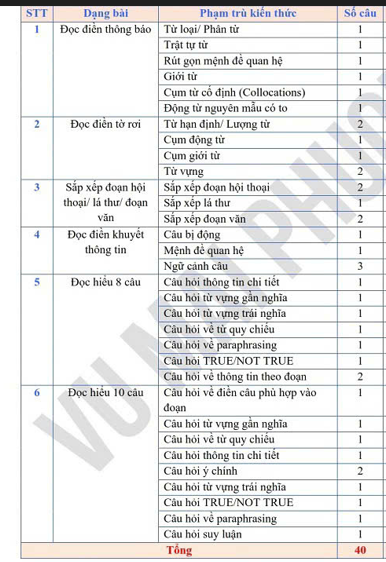 STT Dạng bài Phạm trù kiến thức Số câu
1 Đọc điền thông báo Từ loại/ Phân từ 1
Trật tự từ 1
Rút gọn mệnh đề quan hệ 1
Giới từ 1
Cụm từ cố định (Collocations) 1
Động từ nguyên mẫu có to 1
2 Đọc điền tờ rơi Từ hạn định/ Lượng từ 2
Cụm động từ 1
Cụm giới từ 1
Từ vựng 2
3 Sắp xếp đoạn hội Sắp xếp đoạn hội thoại 2
thoại/ lá thư/ đoạn Sắp xếp lá thư 1
văn Sắp xếp đoạn văn 2
4 Đọc điền khuyết Câu bị động 1
thông tin Mệnh đề quan hệ 1
Ngữ cảnh câu 3
5 Đọc hiểu 8 câu Câu hỏi thông tin chi tiết 1
Câu hỏi từ vựng gần nghĩa 1
Câu hỏi từ vựng trái nghĩa 1
Câu hỏi về từ quy chiếu 1
Câu hỏi về paraphrasing 1
Câu hỏi TRUE/NOT TRUE 1
Câu hỏi về thông tin theo đoạn 2
6 Đọc hiểu 10 câu Câu hỏi về điền câu phù hợp vào 1
đoạn
Câu hỏi từ vựng gần nghĩa 1
Câu hỏi về từ quy chiếu 1
Câu hỏi thông tin chi tiết 1
Câu hỏi ý chính 2
Câu hỏi từ vựng trái nghĩa 1
Câu hỏi TRUE/NOT TRUE 1
Câu hỏi về paraphrasing 1
Câu hỏi suy luận 1
Tổng 40
VU MAI PHUO